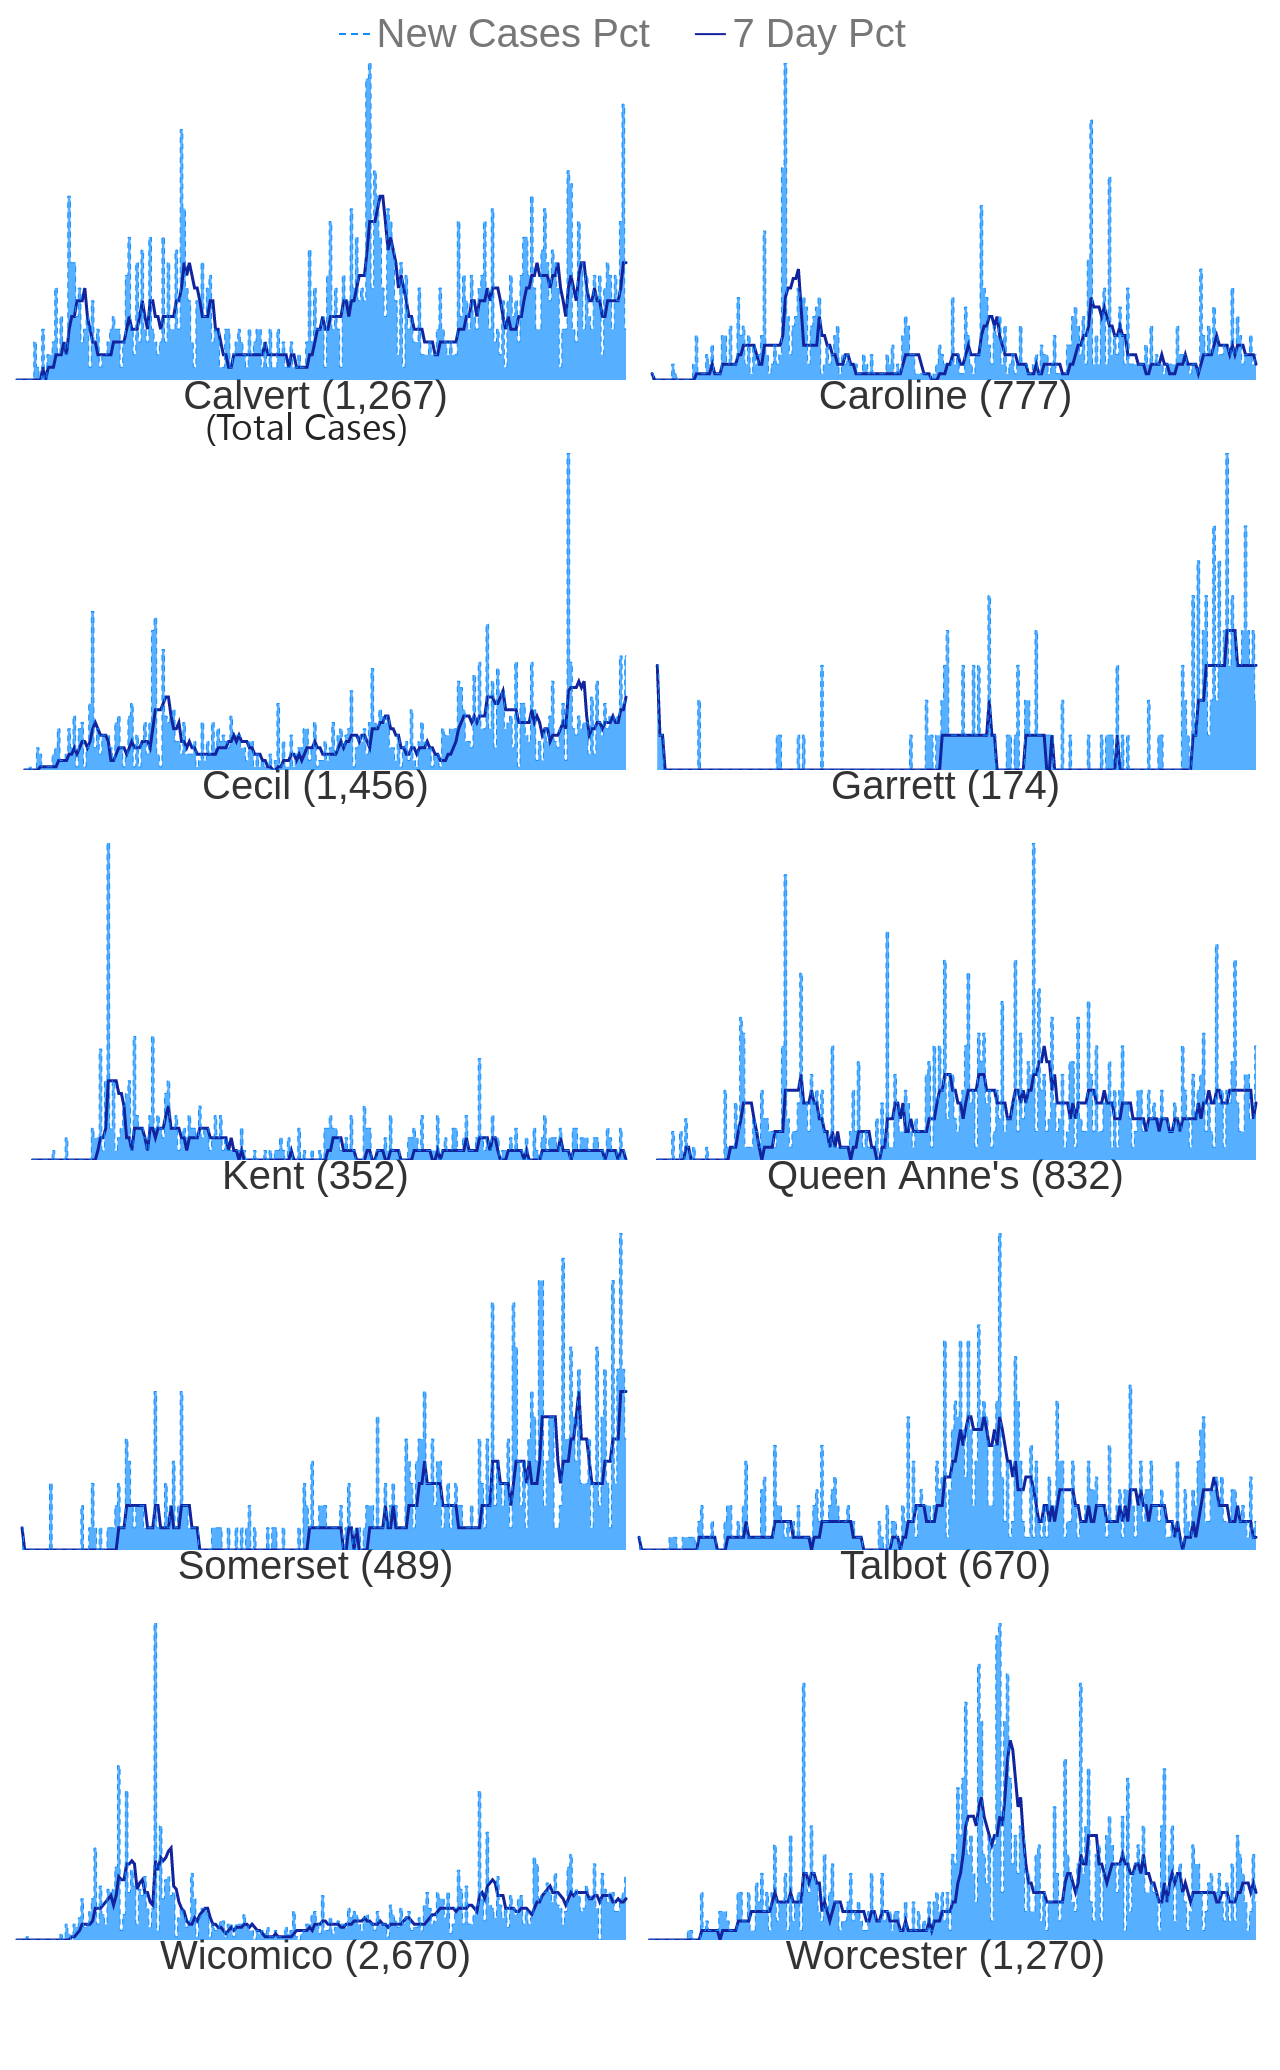 New Cases Pct 7 Day Pct
Calvert (1,267) Caroline (777)
(Total Cases)
Cecil (1,456) Garrett (174)
Kent (352) Queen Anne's (832)
Somerset (489) Talbot (670)
Wicomico (2,670) Worcester (1,270)